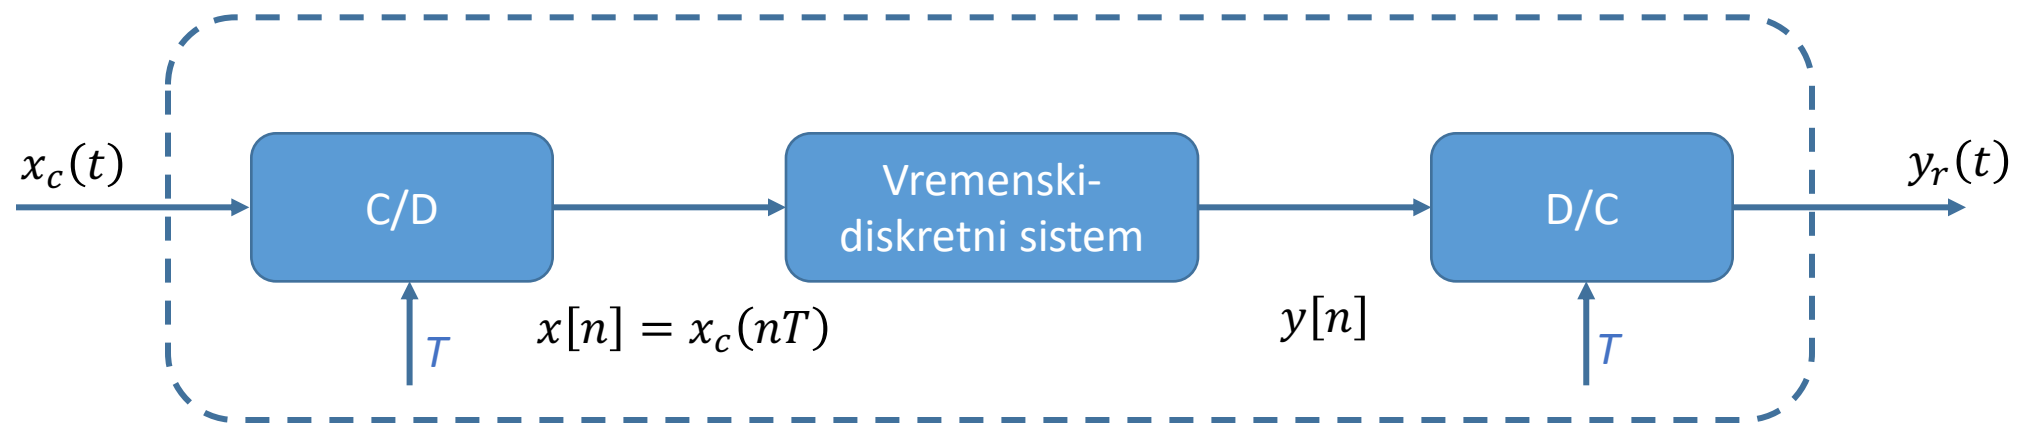 x_c(t)
C/D
Vremenski-
diskretni sistem
D/C
y_r(t)
T
x[n] = x_c(nT)
y[n]
T